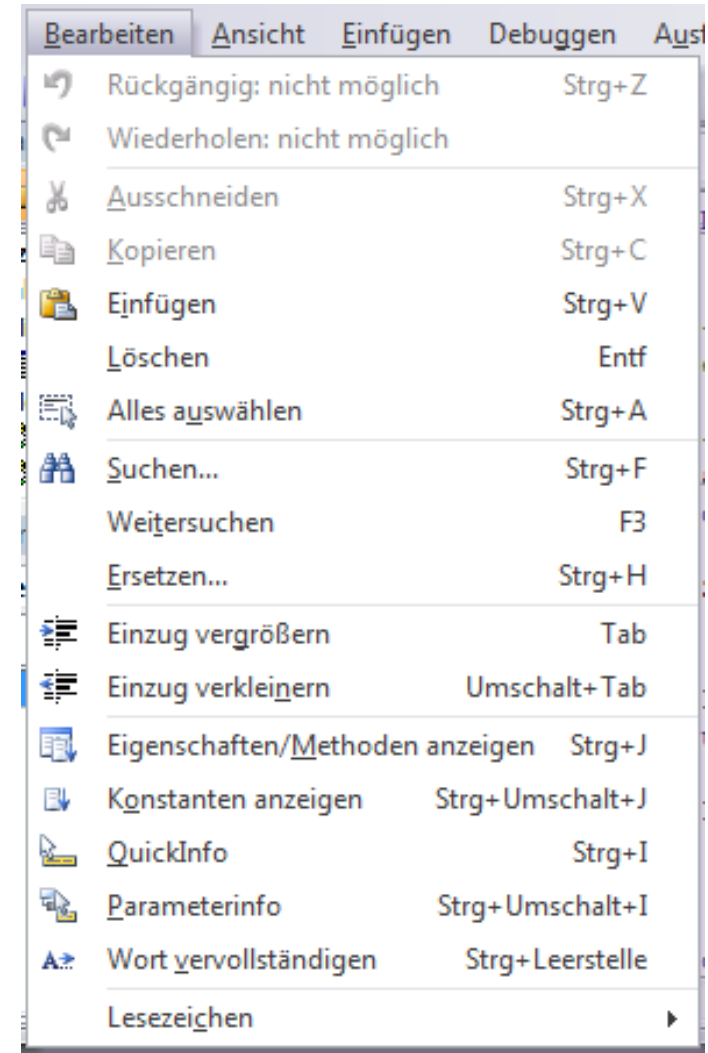 Bearbeiten Ansicht Einfügen Debuggen
Rückgängig: nicht möglich Strg+Z
Wiederholen: nicht möglich
Ausschneiden Strg+X
Kopieren Strg+C
Einfügen Strg+V
Löschen Entf
Alles auswählen Strg+A
Suchen... Strg+F
Weitersuchen F3
Ersetzen... Strg+H
Einzug vergrößern Tab
Einzug verkleinern Umschalt+Tab
Eigenschaften/Methoden anzeigen Strg+J
Konstanten anzeigen Strg+Umschalt+J
QuickInfo Strg+I
Parameterinfo Strg+Umschalt+I
Wort vervollständigen Strg+Leerstelle
Lesezeichen